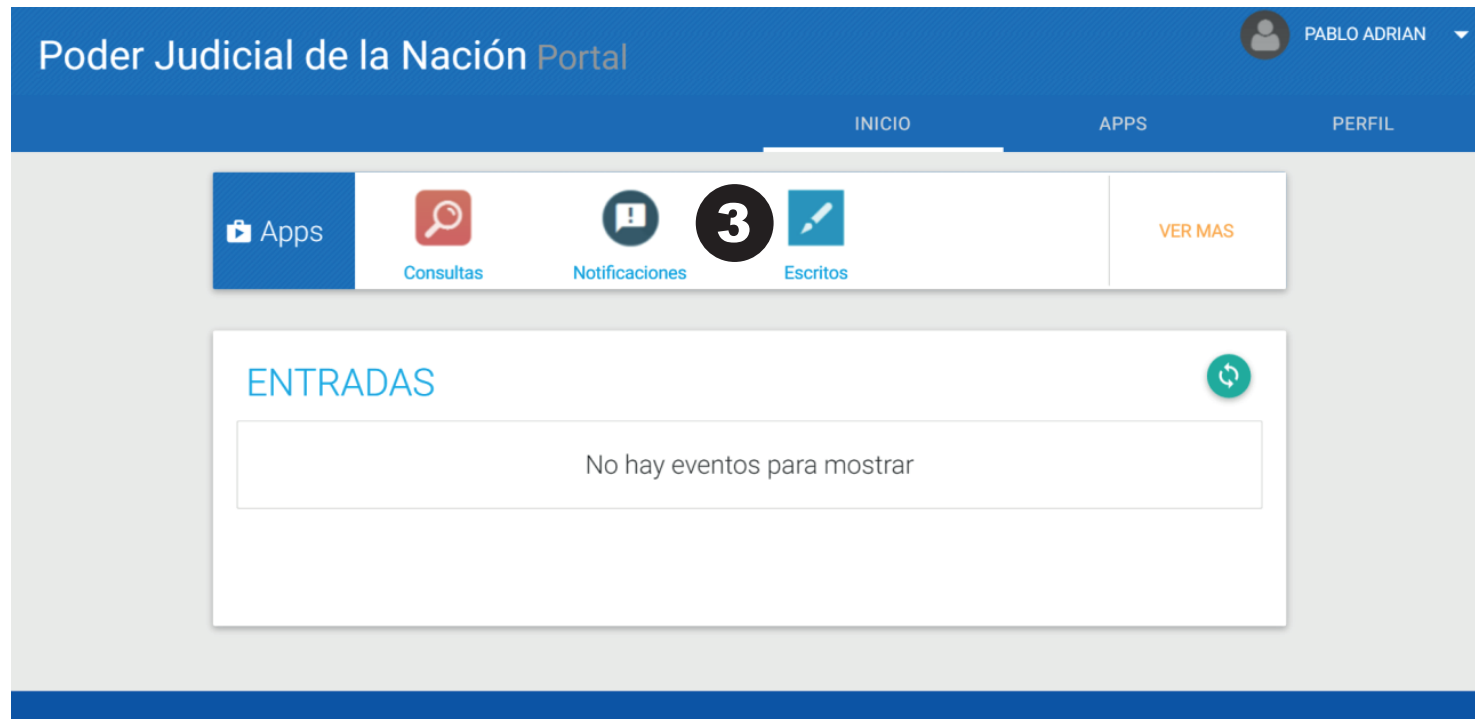 PABLO ADRIAN
Poder Judicial de la Nación Portal
INICIO APPS PERFIL
Apps
3
VER MAS
Consultas Notificaciones Escritos
ENTRADAS
No hay eventos para mostrar